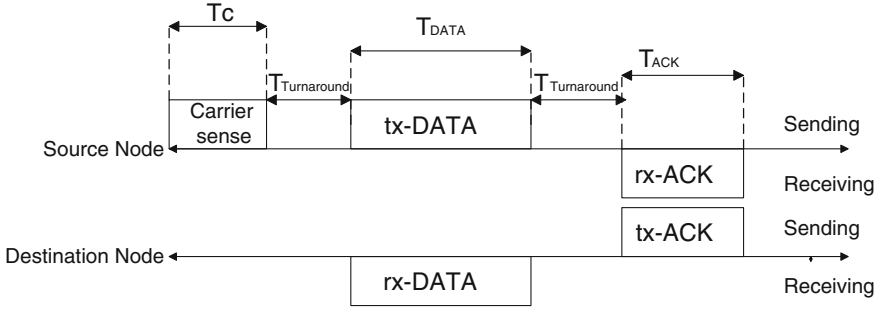 Tc
TDATA
TTurnaround
TTurnaround
TACK
Carrier
sense
tx-DATA
Sending
Source Node
rx-ACK
Receiving
tx-ACK
Sending
Destination Node
rx-DATA
Receiving